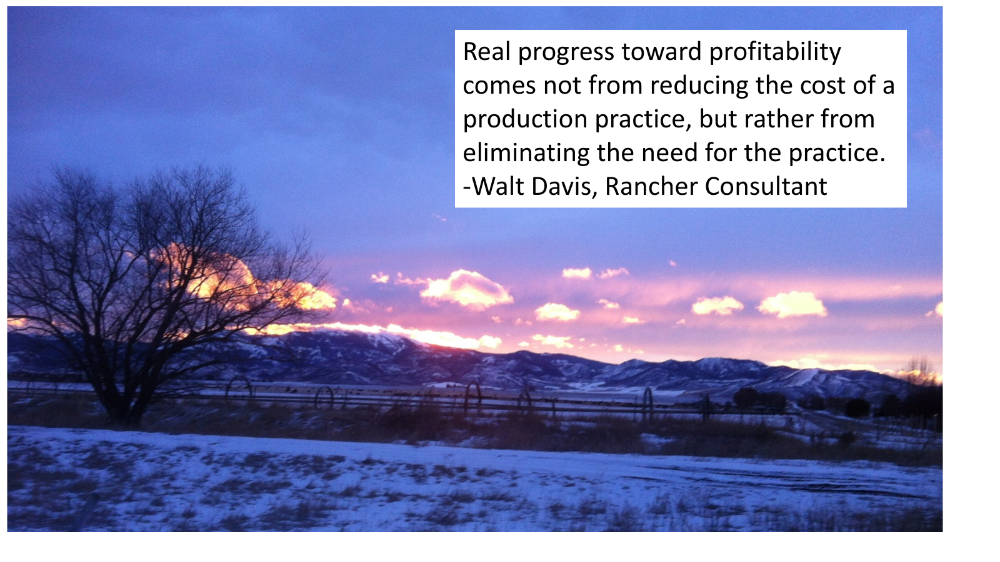 Real progress toward profitability
comes not from reducing the cost of a
production practice, but rather from
eliminating the need for the practice.
-Walt Davis, Rancher Consultant